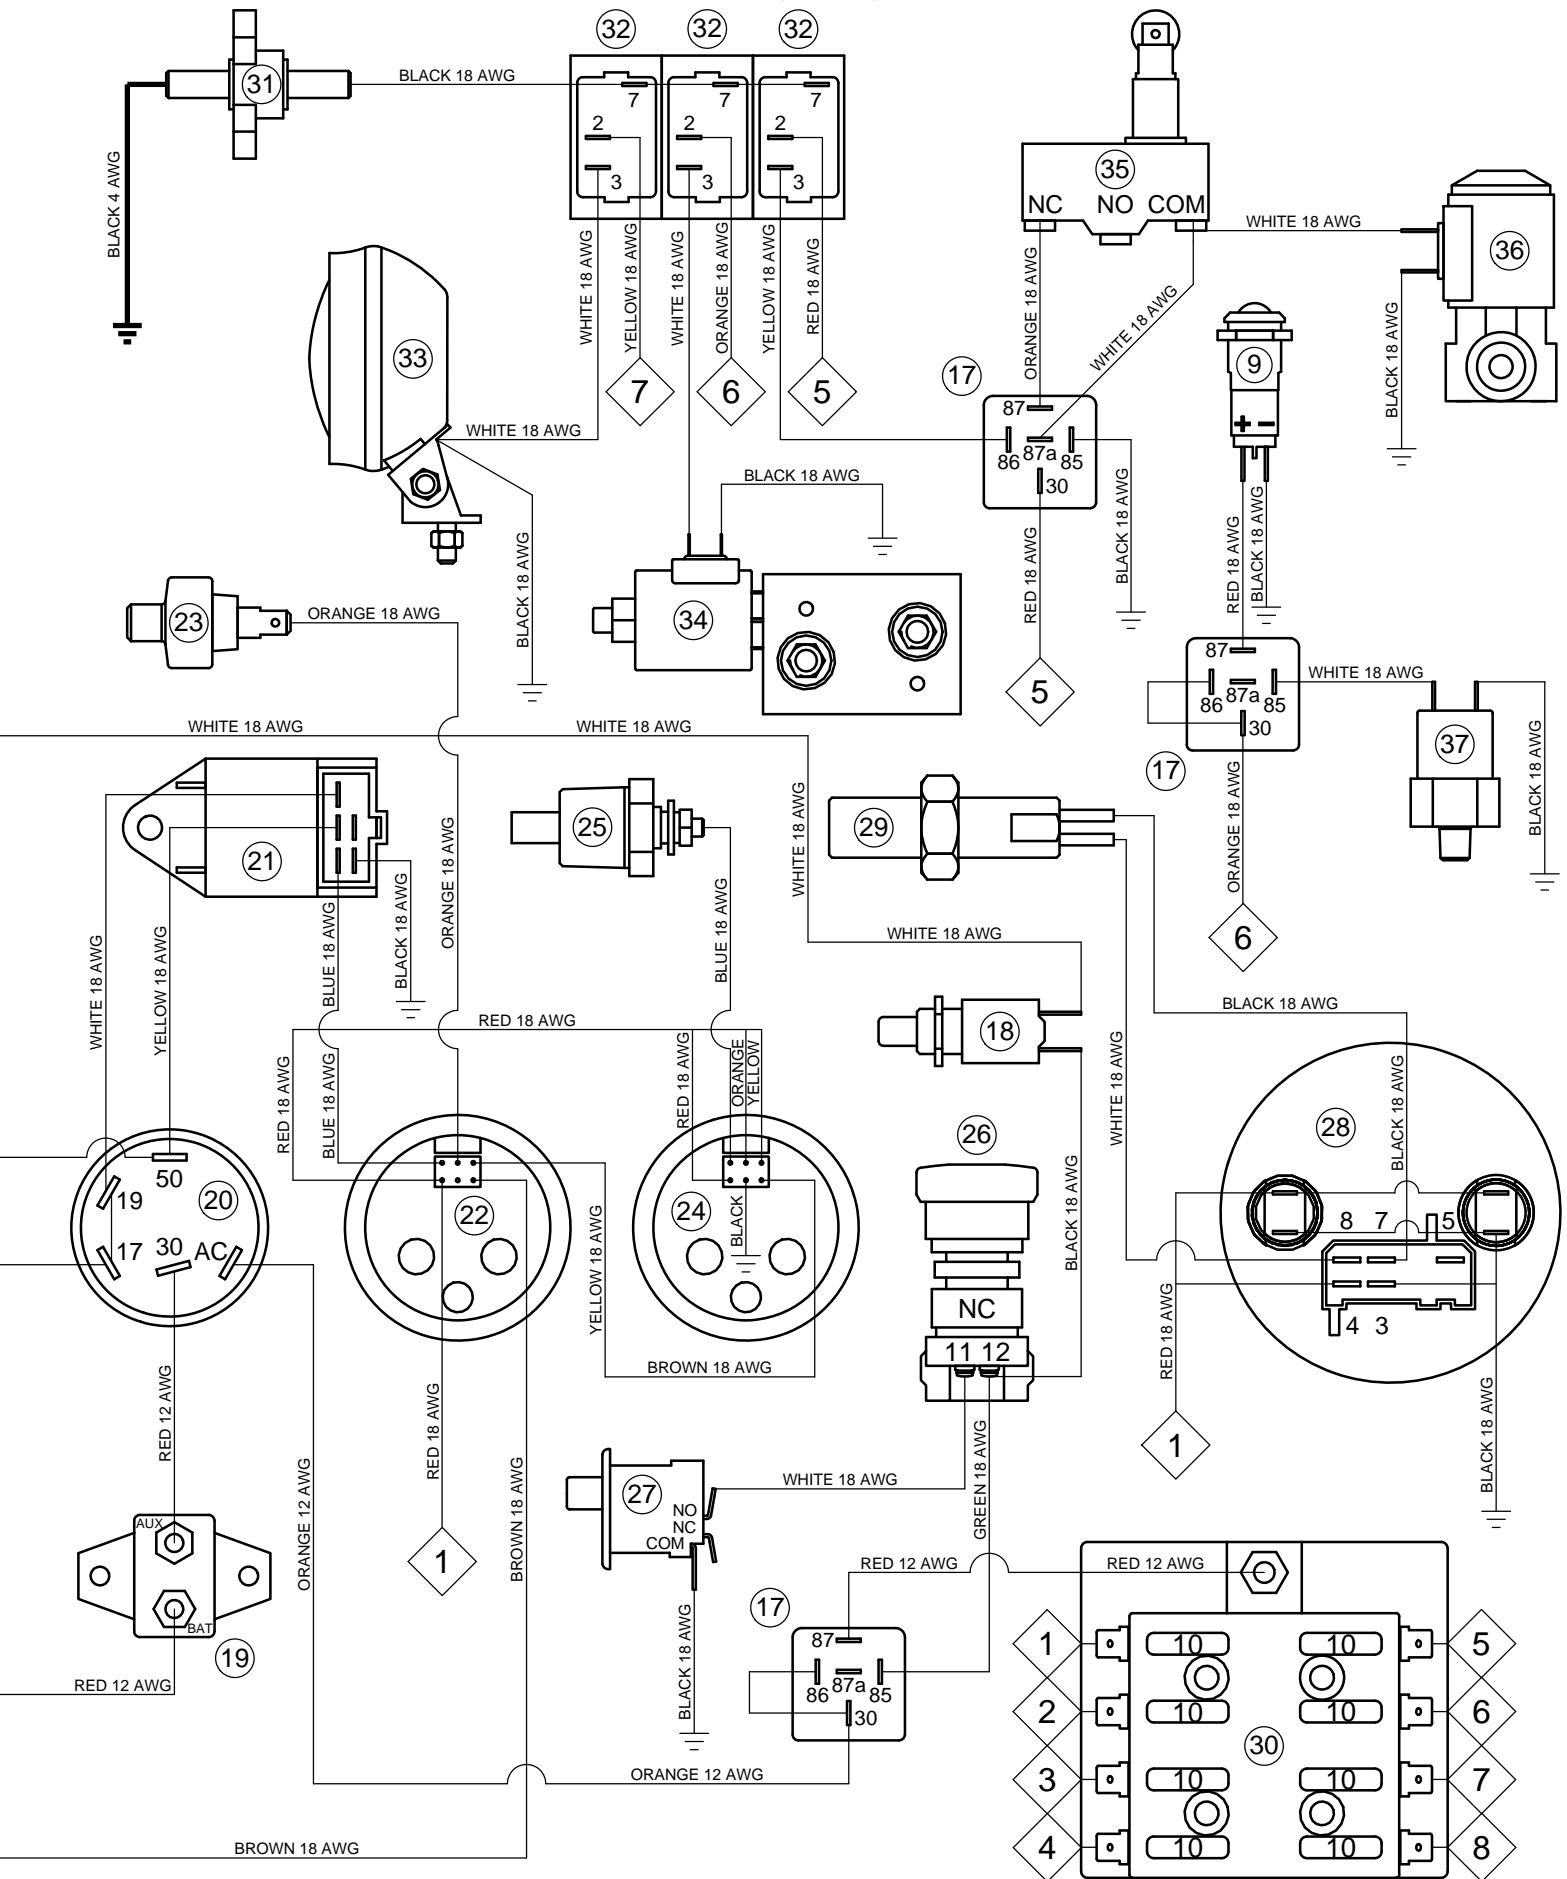 32
32
32
31
BLACK 18 AWG
7
7
7
2
2
2
3
3
3
BLACK 4 AWG
35
NC
NO
COM
WHITE 18 AWG
36
33
WHITE 18 AWG
YELLOW 18 AWG
WHITE 18 AWG
ORANGE 18 AWG
YELLOW 18 AWG
RED 18 AWG
ORANGE 18 AWG
WHITE 18 AWG
BLACK 18 AWG
7
6
5
17
9
+
-
87
86
87a
85
30
WHITE 18 AWG
BLACK 18 AWG
BLACK 18 AWG
RED 18 AWG
BLACK 18 AWG
RED 18 AWG
BLACK 18 AWG
23
ORANGE 18 AWG
BLACK 18 AWG
34
5
87
86
87a
85
30
WHITE 18 AWG
17
37
BLACK 18 AWG
ORANGE 18 AWG
6
WHITE 18 AWG
WHITE 18 AWG
WHITE 18 AWG
21
25
29
ORANGE 18 AWG
WHITE 18 AWG
YELLOW 18 AWG
BLUE 18 AWG
BLACK 18 AWG
BLUE 18 AWG
WHITE 18 AWG
18
BLACK 18 AWG
RED 18 AWG
RED 18 AWG
BLUE 18 AWG
RED 18 AWG
ORANGE
YELLOW
WHITE 18 AWG
BLACK 18 AWG
28
26
50
19
20
17
30
AC
22
24
BLACK
YELLOW 18 AWG
BLACK 18 AWG
8
7
5
4
3
NC
11
12
BROWN 18 AWG
RED 18 AWG
1
BLACK 18 AWG
RED 12 AWG
ORANGE 12 AWG
RED 18 AWG
BROWN 18 AWG
27
NO
NC
COM
WHITE 18 AWG
GREEN 18 AWG
AUX
BAT
19
1
RED 12 AWG
RED 12 AWG
RED 12 AWG
17
87
86
87a
85
30
BLACK 18 AWG
ORANGE 12 AWG
BROWN 18 AWG
1
10
10
5
2
10
10
6
30
3
10
10
7
4
10
10
8